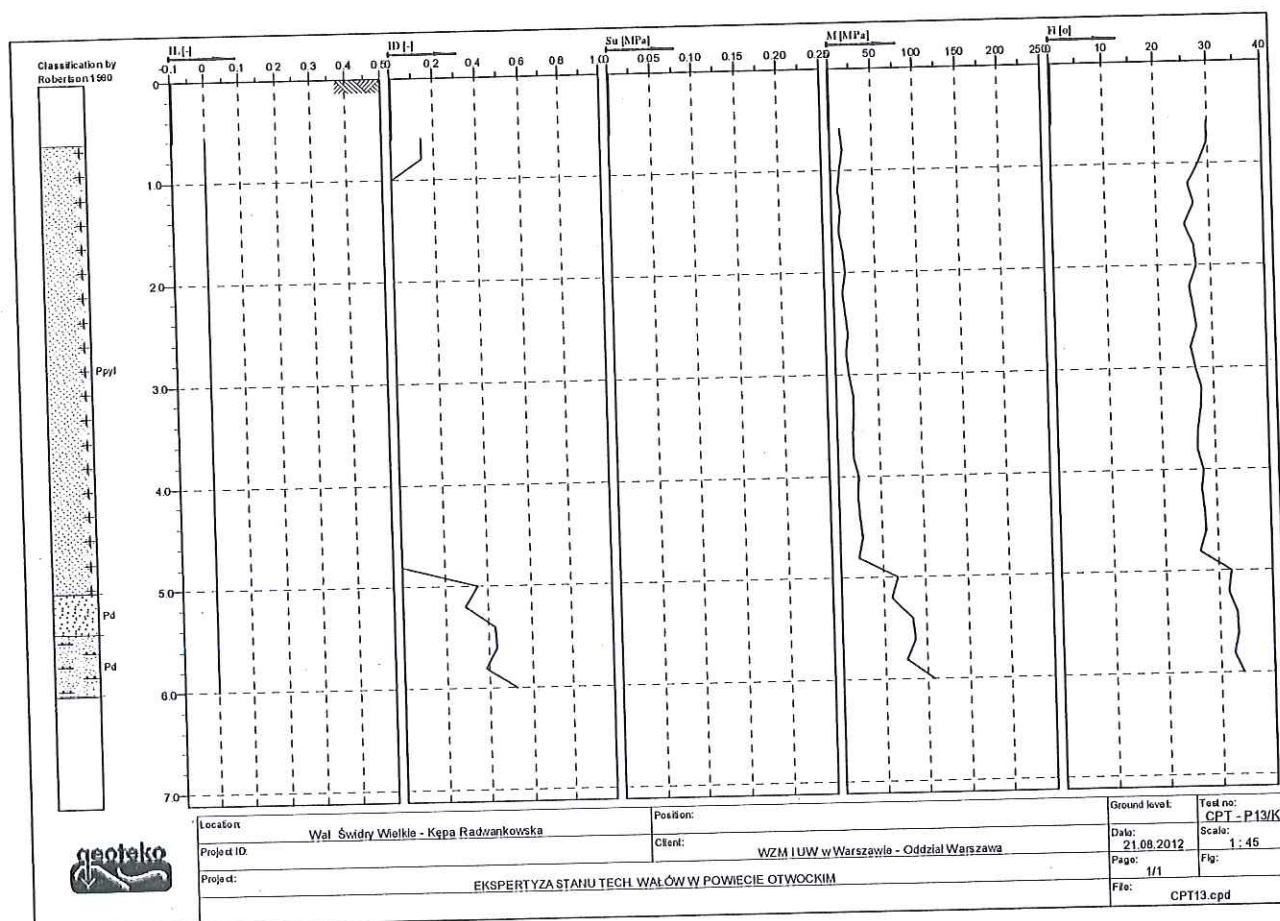 Classification by
Robertson 1990
IL [-]
-0.1 0 0.1 0.2 0.3 0.4 0.5
ID [-]
0 0.2 0.4 0.6 0.8 1.0
Su [MPa]
0 0.05 0.10 0.15 0.20 0.25
M [MPa]
0 50 100 150 200 250
0 10 20 30 40
0
1.0
2.0
3.0
4.0
5.0
6.0
7.0
Ppyl
Pd
Pd
geoteko
Location:
Wał Świdry Wielkie - Kępa Radwankowska
Position:
Ground level:
Test no:
CPT - P13/K
Project ID:
Client:
WZM I UW w Warszawie - Oddział Warszawa
Date:
21.08.2012
Scale:
1 : 45
Project:
EKSPERTYZA STANU TECH. WAŁÓW W POWIECIE OTWOCKIM
Page:
1/1
Fig:
File:
CPT13.cpd